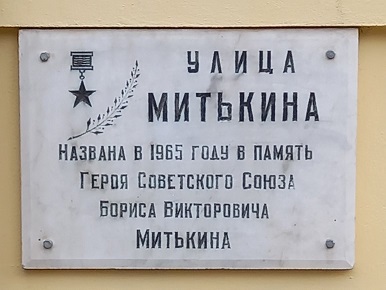 УЛИЦА
МИТЬКИНА
НАЗВАНА В 1965 ГОДУ В ПАМЯТЬ
ГЕРОЯ СОВЕТСКОГО СОЮЗА
БОРИСА ВИКТОРОВИЧА
МИТЬКИНА